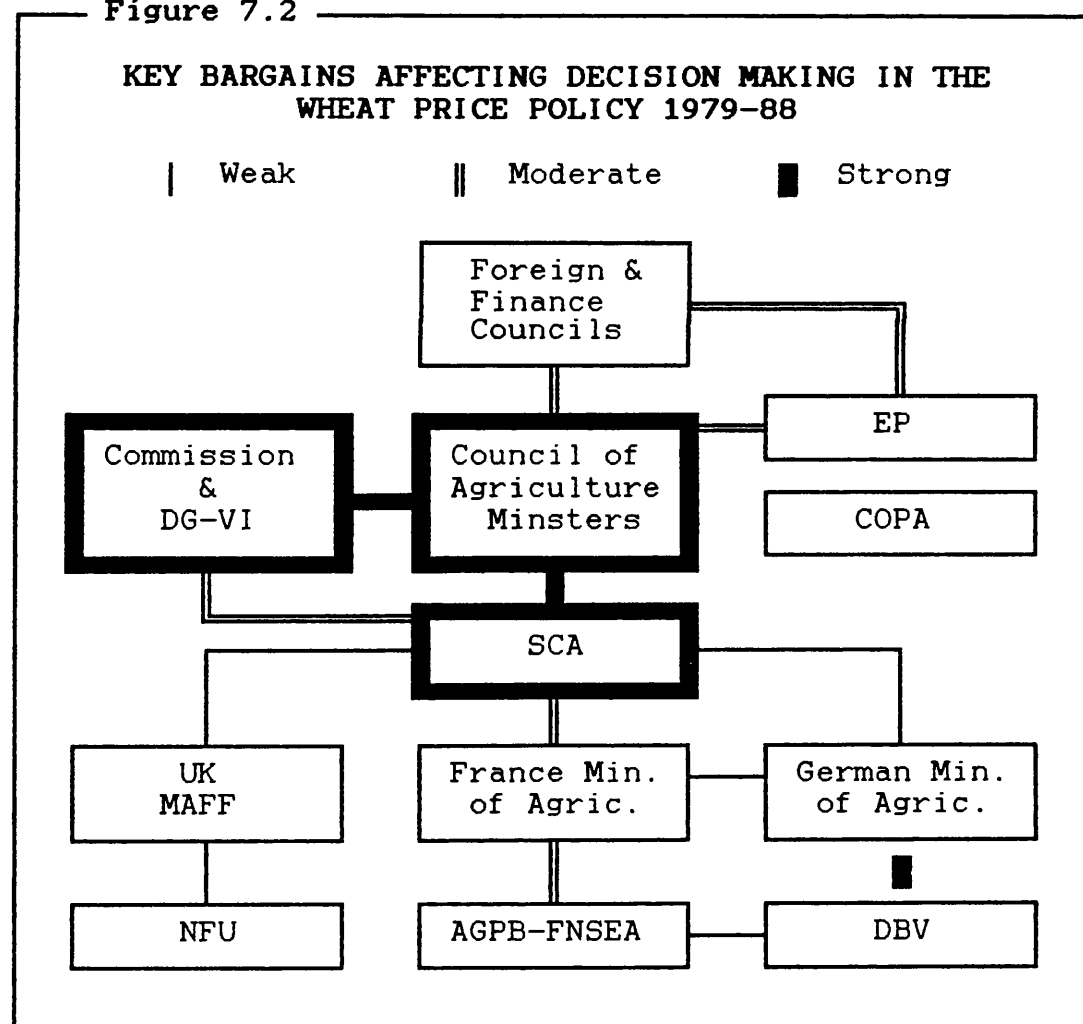 Figure 7.2
KEY BARGAINS AFFECTING DECISION MAKING IN THE
WHEAT PRICE POLICY 1979-88
Weak
Moderate
Strong
Foreign &
Finance
Councils
EP
Commission
&
DG-VI
Council of
Agriculture
Minsters
COPA
SCA
UK
MAFF
France Min.
of Agric.
German Min.
of Agric.
NFU
AGPB-FNSEA
DBV